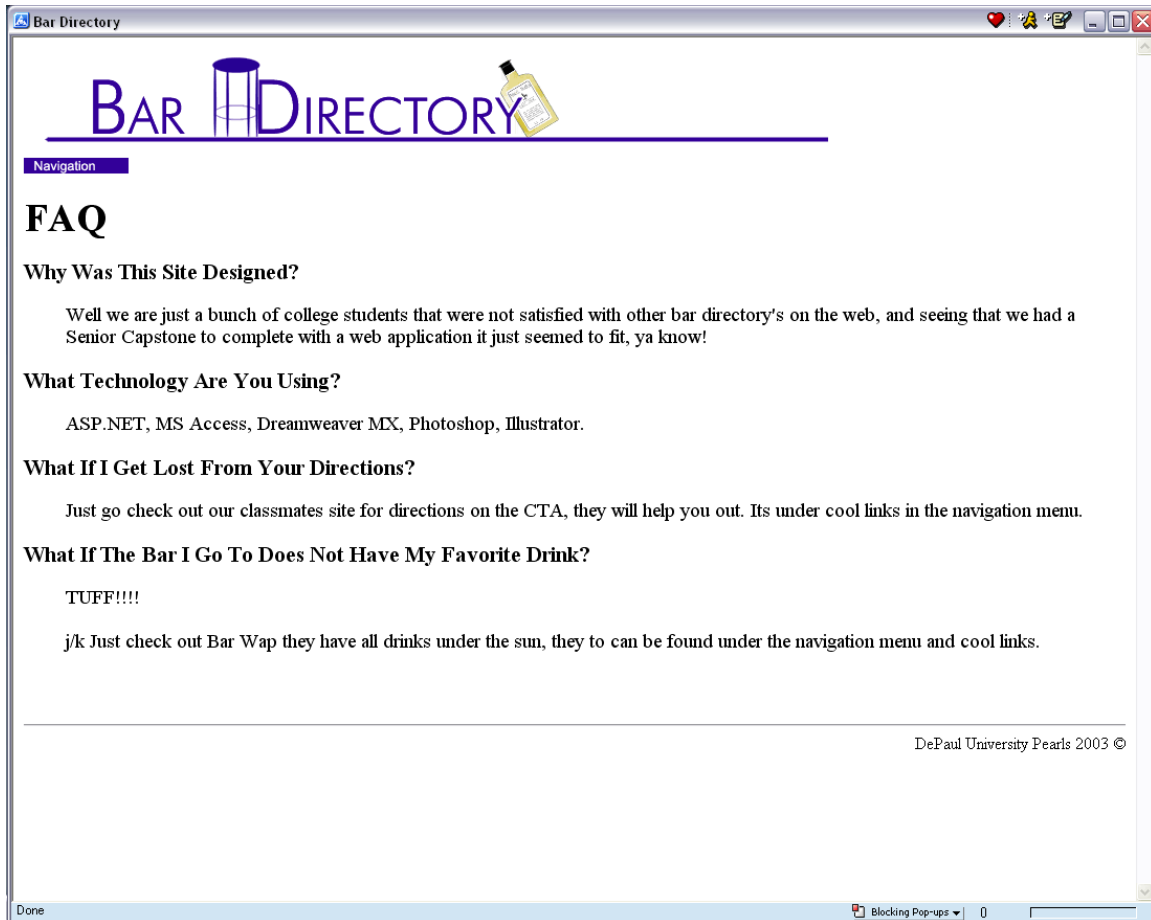 Bar Directory
BAR DIRECTORY
Navigation
FAQ
Why Was This Site Designed?
Well we are just a bunch of college students that were not satisfied with other bar directory's on the web, and seeing that we had a
Senior Capstone to complete with a web application it just seemed to fit, ya know!
What Technology Are You Using?
ASP.NET, MS Access, Dreamweaver MX, Photoshop, Illustrator.
What If I Get Lost From Your Directions?
Just go check out our classmates site for directions on the CTA, they will help you out. Its under cool links in the navigation menu.
What If The Bar I Go To Does Not Have My Favorite Drink?
TUFF!!!!
j/k Just check out Bar Wap they have all drinks under the sun, they to can be found under the navigation menu and cool links.
DePaul University Pearls 2003 ©
Done
Blocking Pop-ups
0